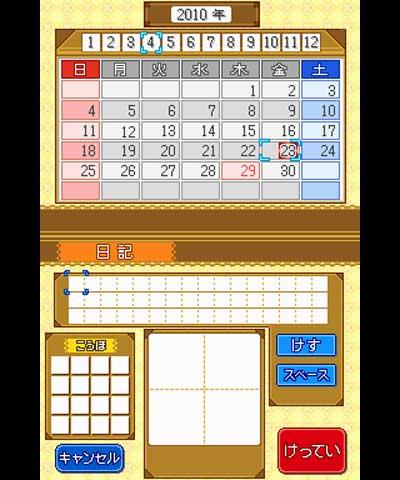 2010 年
1 2 3 4 5 6 7 8 9 10 11 12
日 月 火 水 木 金 土
1 2 3
4 5 6 7 8 9 10
11 12 13 14 15 16 17
18 19 20 21 22 23 24
25 26 27 28 29 30
日記
こうほ
けす
スペース
キャンセル
けってい